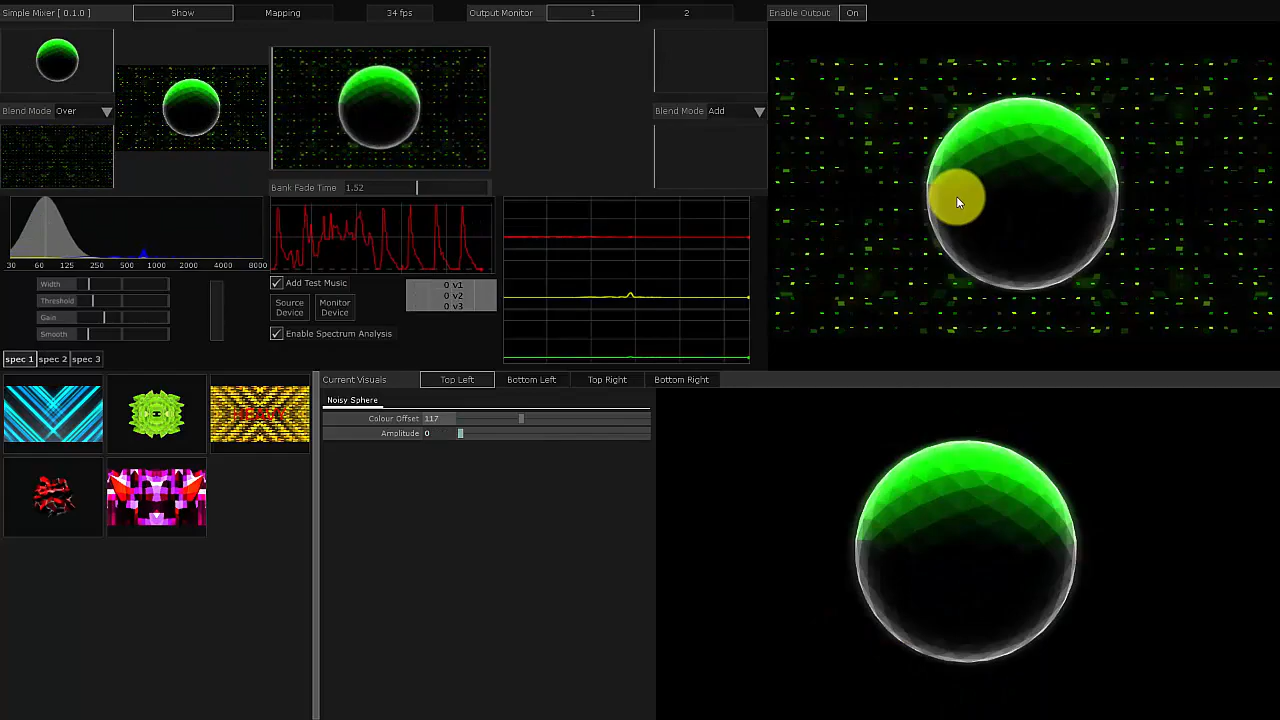 Simple Mixer [ 0.1.0 ] Show Mapping 34 fps Output Monitor 1 2 Enable Output On
Blend Mode Over
Blend Mode Add
Bank Fade Time 1.52
30 60 125 250 500 1000 2000 4000 8000
Width
Threshold
Gain
Smooth
Add Test Music
Source Device
Monitor Device
0 v1
0 v2
0 v3
Enable Spectrum Analysis
spec 1 spec 2 spec 3
HEAVY
Current Visuals Top Left Bottom Left Top Right Bottom Right
Noisy Sphere
Colour Offset 117
Amplitude 0